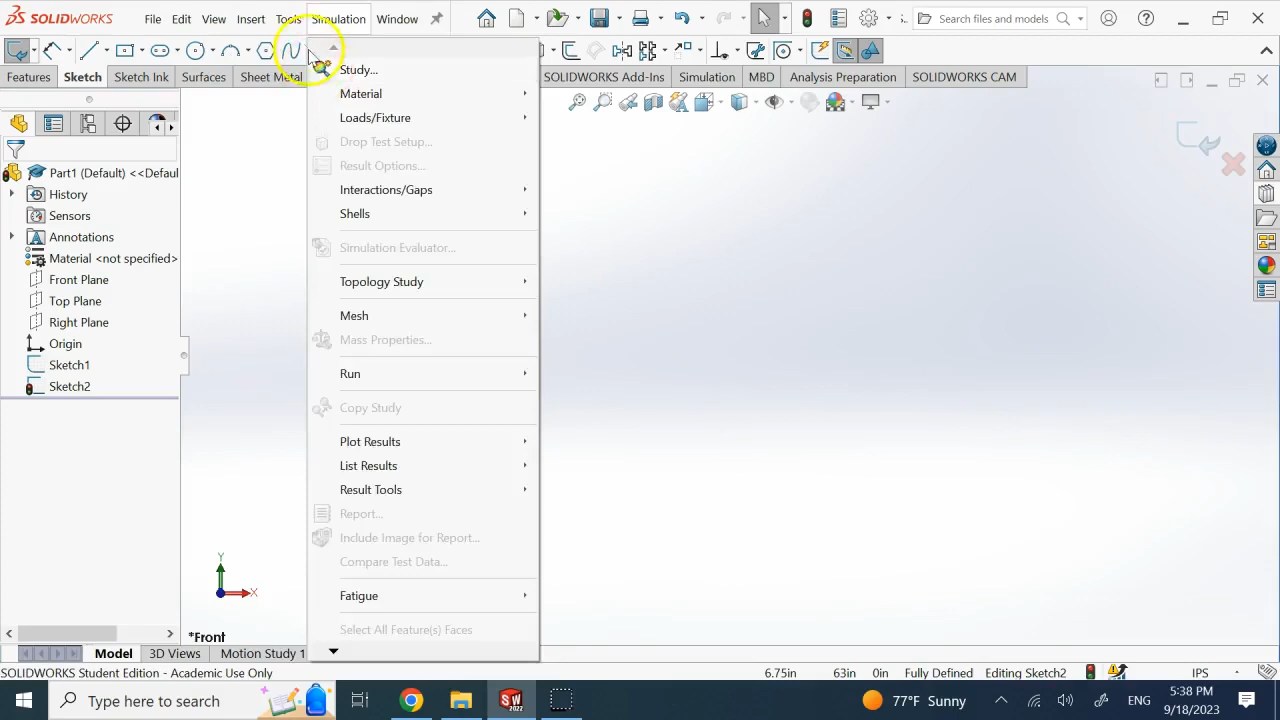 SOLIDWORKS
File Edit View Insert Tools Simulation Window
Search files and models
Features Sketch Sketch Ink Surfaces Sheet Metal SOLIDWORKS Add-Ins Simulation MBD Analysis Preparation SOLIDWORKS CAM
Study...
Material
Loads/Fixture
Drop Test Setup...
Result Options...
Interactions/Gaps
Shells
Simulation Evaluator...
Topology Study
Mesh
Mass Properties...
Run
Copy Study
Plot Results
List Results
Result Tools
Report...
Include Image for Report...
Compare Test Data...
Fatigue
Select All Feature(s) Faces
Part1 (Default) <<Defaul
History
Sensors
Annotations
Material <not specified>
Front Plane
Top Plane
Right Plane
Origin
Sketch1
Sketch2
Y
X
*Front
Model 3D Views Motion Study 1
SOLIDWORKS Student Edition - Academic Use Only 6.75in 63in 0in Fully Defined Editing Sketch2 IPS
Type here to search SW 2022 77°F Sunny ENG 5:38 PM
9/18/2023